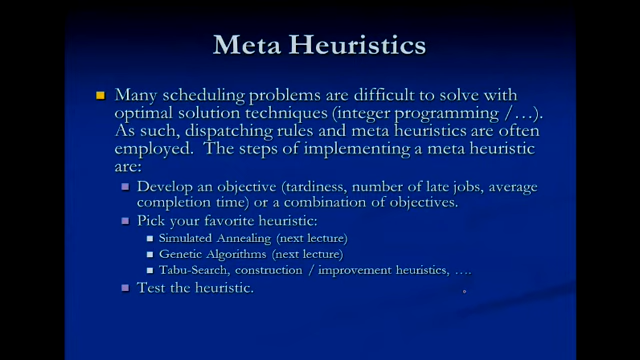 Meta Heuristics
Many scheduling problems are difficult to solve with
optimal solution techniques (integer programming /…).
As such, dispatching rules and meta heuristics are often
employed. The steps of implementing a meta heuristic
are:
Develop an objective (tardiness, number of late jobs, average
completion time) or a combination of objectives.
Pick your favorite heuristic:
Simulated Annealing (next lecture)
Genetic Algorithms (next lecture)
Tabu-Search, construction / improvement heuristics, ….
Test the heuristic.